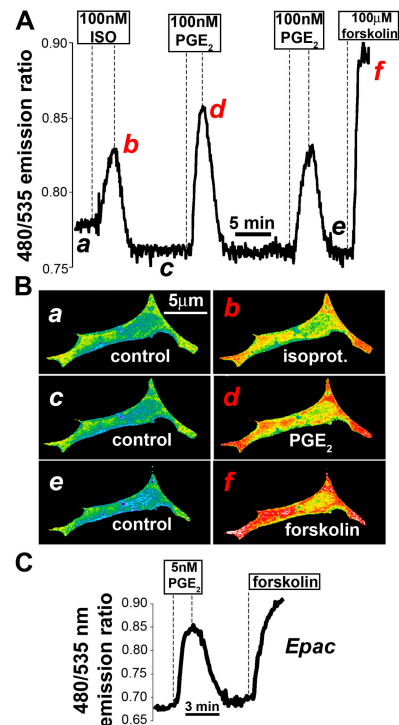 A
100nM
ISO
100nM
PGE₂
100nM
PGE₂
100μM
forskolin
480/535 emission ratio
0.90
0.85
0.80
0.75
a
b
c
d
e
f
5 min
B
a
5μm
control
b
isoprot.
c
control
d
PGE₂
e
control
f
forskolin
C
5nM
PGE₂
forskolin
480/535 nm
emission ratio
0.90
0.85
0.80
0.75
0.70
0.65
Epac
3 min